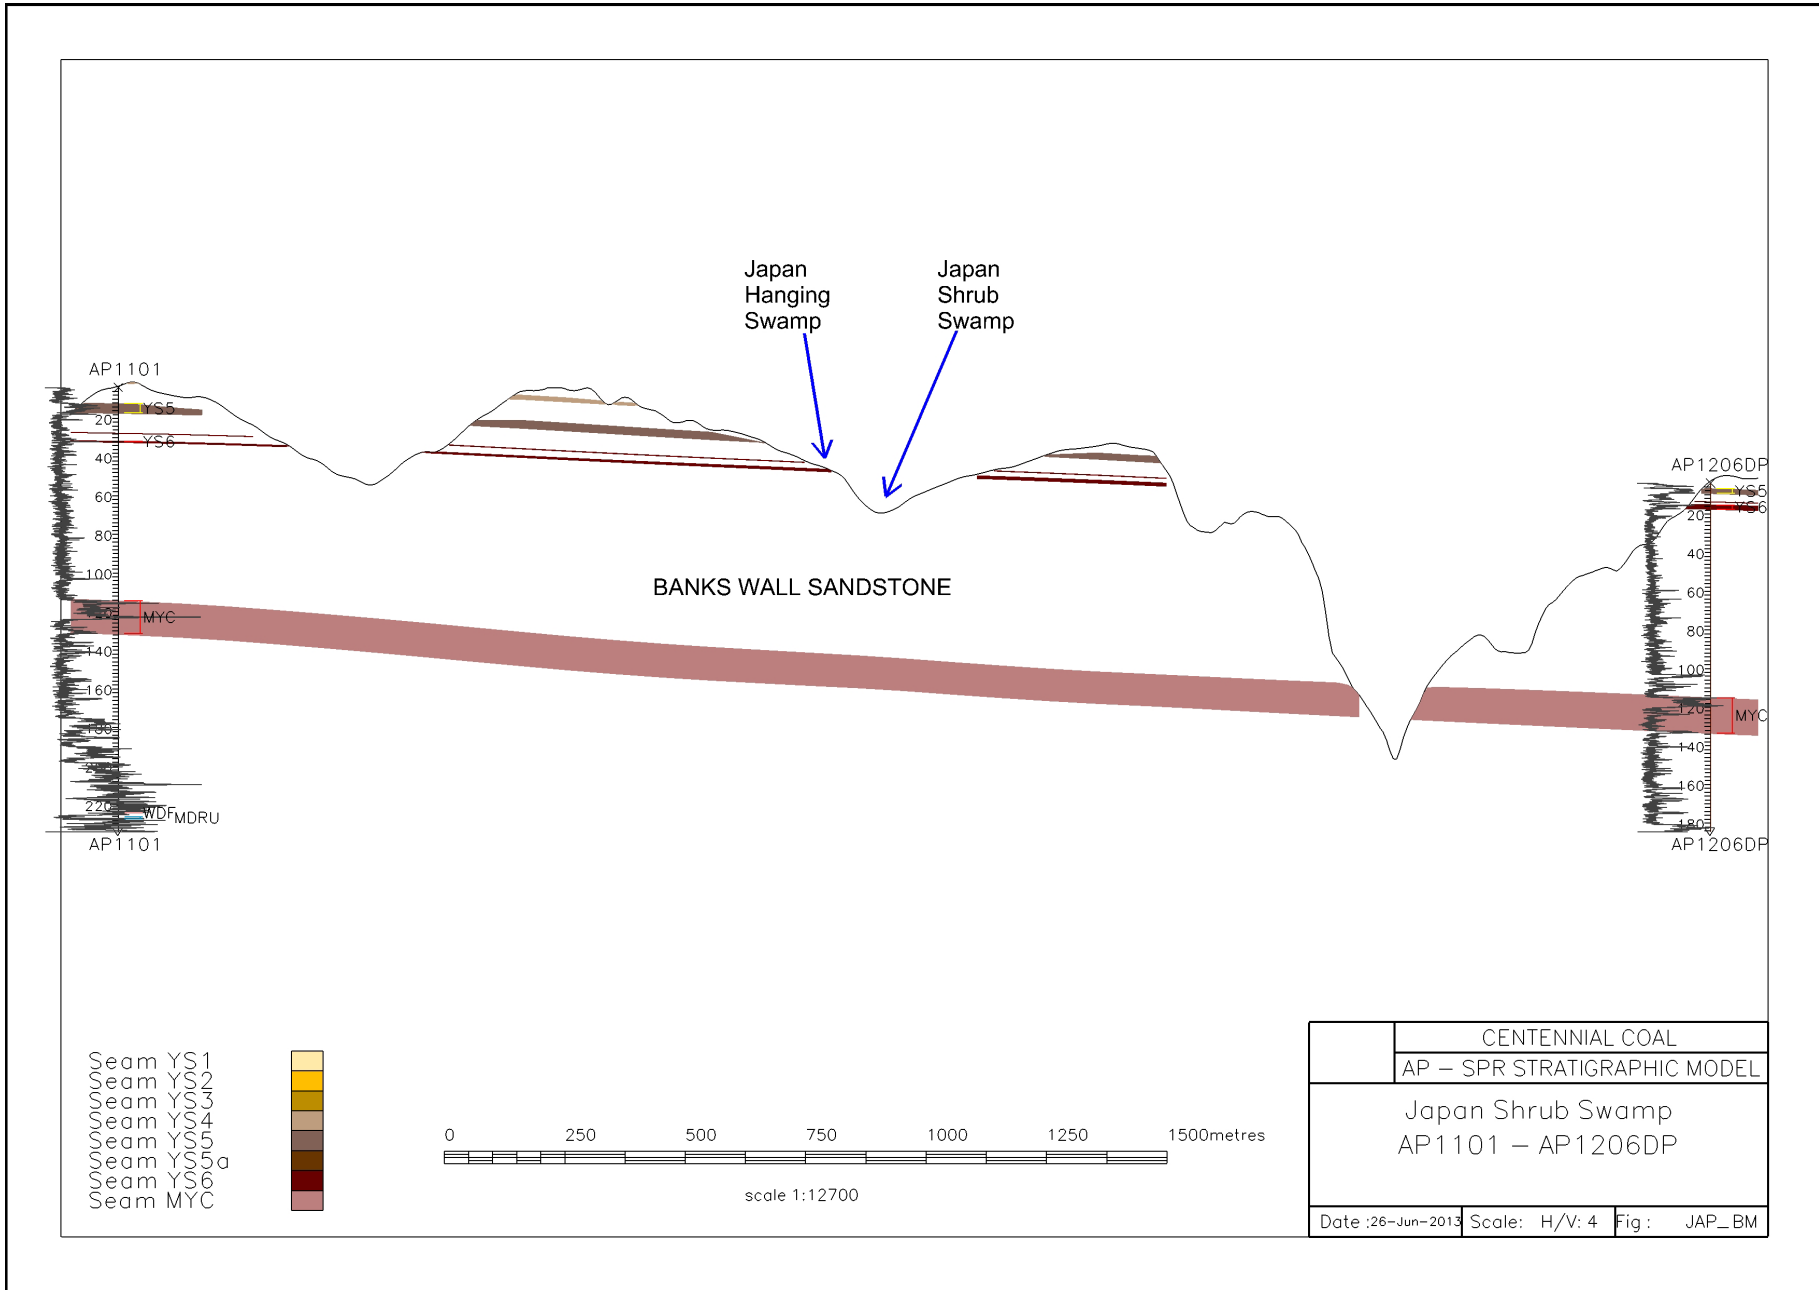 Japan
Hanging
Swamp
Japan
Shrub
Swamp
AP1101
YS5
20
YS6
40
60
80
100
MYC
140
160
180
220
WDF
MDRU
AP1101
BANKS WALL SANDSTONE
AP1206DP
YS5
YS6
20
40
60
80
100
120
MYC
140
160
180
AP1206DP
Seam YS1
Seam YS2
Seam YS3
Seam YS4
Seam YS5
Seam YS5a
Seam YS6
Seam MYC
0 250 500 750 1000 1250 1500metres
scale 1:12700
CENTENNIAL COAL
AP – SPR STRATIGRAPHIC MODEL
Japan Shrub Swamp
AP1101 – AP1206DP
Date :26-Jun-2013 Scale: H/V: 4 Fig : JAP_BM